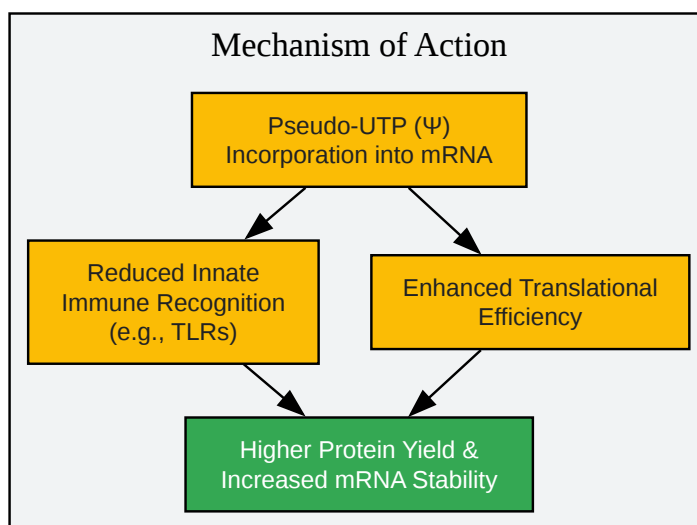 Mechanism of Action
Pseudo-UTP (Ψ)
Incorporation into mRNA
Reduced Innate
Immune Recognition
(e.g., TLRs)
Enhanced Translational
Efficiency
Higher Protein Yield &
Increased mRNA Stability